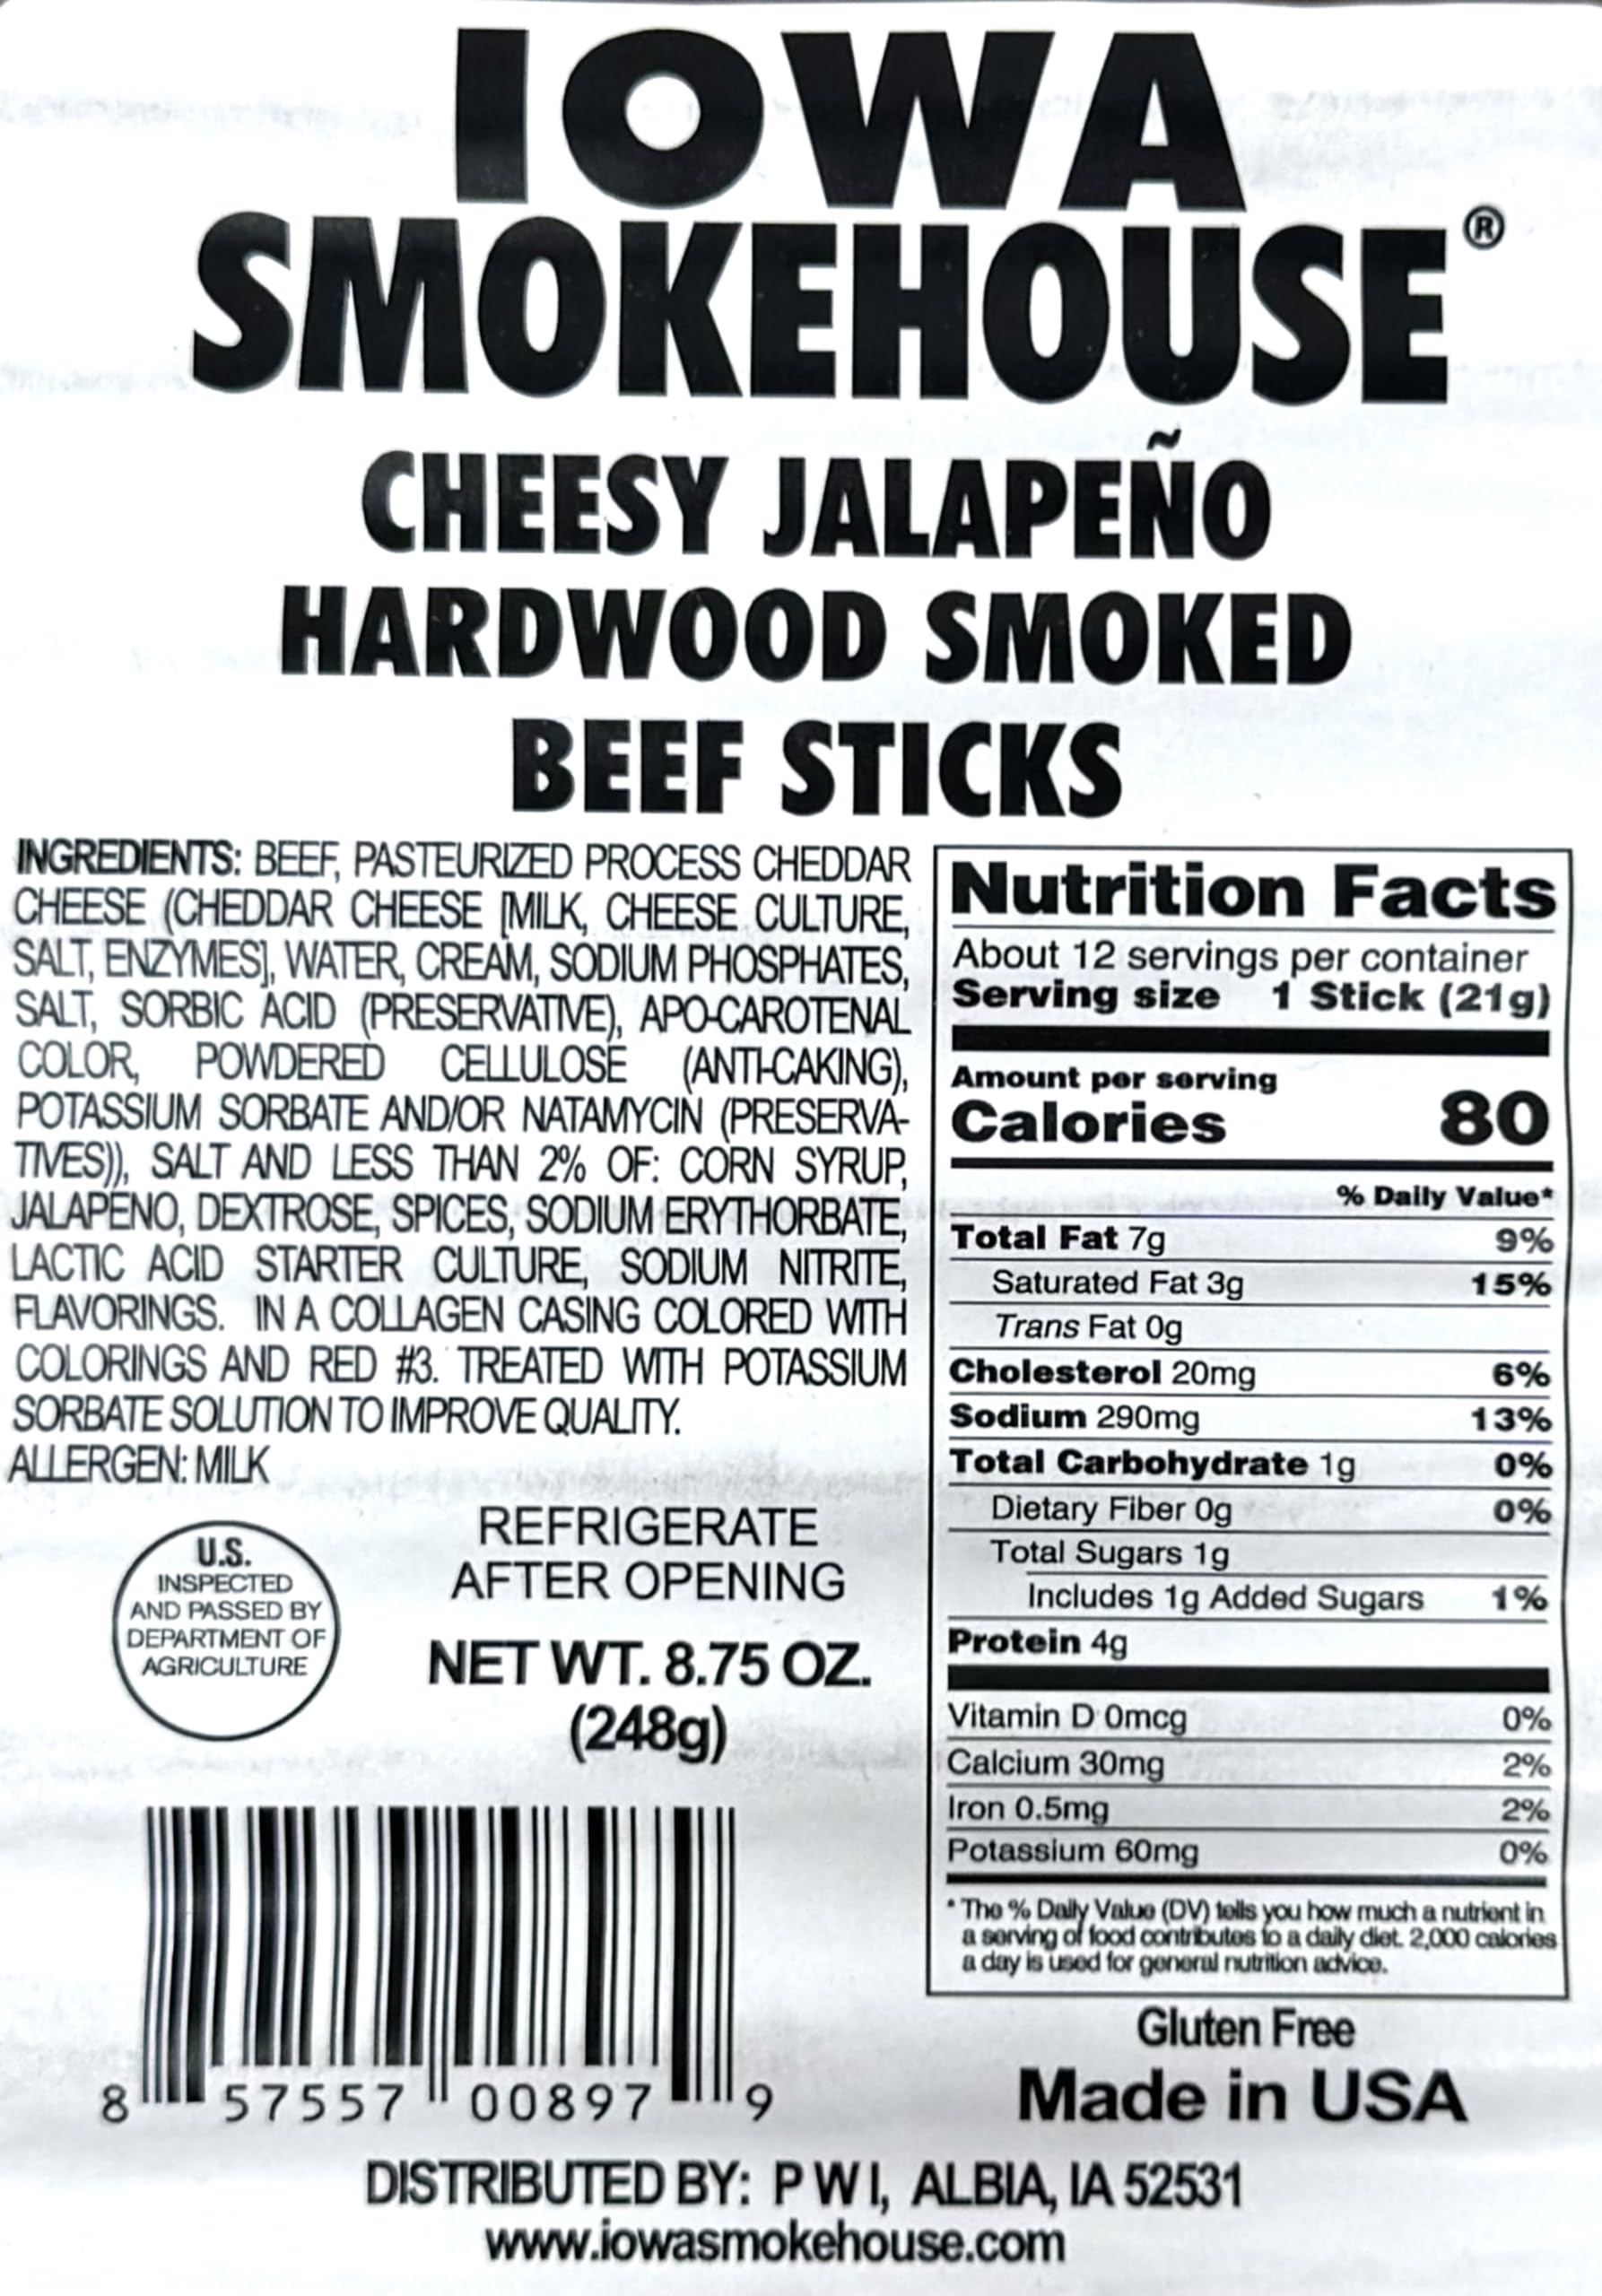 IOWA
SMOKEHOUSE®
CHEESY JALAPEÑO
HARDWOOD SMOKED
BEEF STICKS
INGREDIENTS: BEEF, PASTEURIZED PROCESS CHEDDAR
CHEESE (CHEDDAR CHEESE [MILK, CHEESE CULTURE,
SALT, ENZYMES], WATER, CREAM, SODIUM PHOSPHATES,
SALT, SORBIC ACID (PRESERVATIVE), APO-CAROTENAL
COLOR, POWDERED CELLULOSE (ANTI-CAKING),
POTASSIUM SORBATE AND/OR NATAMYCIN (PRESERVA-
TIVES)), SALT AND LESS THAN 2% OF: CORN SYRUP,
JALAPENO, DEXTROSE, SPICES, SODIUM ERYTHORBATE,
LACTIC ACID STARTER CULTURE, SODIUM NITRITE,
FLAVORINGS. IN A COLLAGEN CASING COLORED WITH
COLORINGS AND RED #3. TREATED WITH POTASSIUM
SORBATE SOLUTION TO IMPROVE QUALITY.
ALLERGEN: MILK
U.S.
INSPECTED
AND PASSED BY
DEPARTMENT OF
AGRICULTURE
REFRIGERATE
AFTER OPENING
NET WT. 8.75 OZ.
(248g)
8 57557 00897 9
Nutrition Facts
About 12 servings per container
Serving size 1 Stick (21g)
Amount per serving
Calories 80
% Daily Value*
Total Fat 7g 9%
Saturated Fat 3g 15%
Trans Fat 0g
Cholesterol 20mg 6%
Sodium 290mg 13%
Total Carbohydrate 1g 0%
Dietary Fiber 0g 0%
Total Sugars 1g
Includes 1g Added Sugars 1%
Protein 4g
Vitamin D 0mcg 0%
Calcium 30mg 2%
Iron 0.5mg 2%
Potassium 60mg 0%
* The % Daily Value (DV) tells you how much a nutrient in
a serving of food contributes to a daily diet. 2,000 calories
a day is used for general nutrition advice.
Gluten Free
Made in USA
DISTRIBUTED BY: P W I, ALBIA, IA 52531
www.iowasmokehouse.com